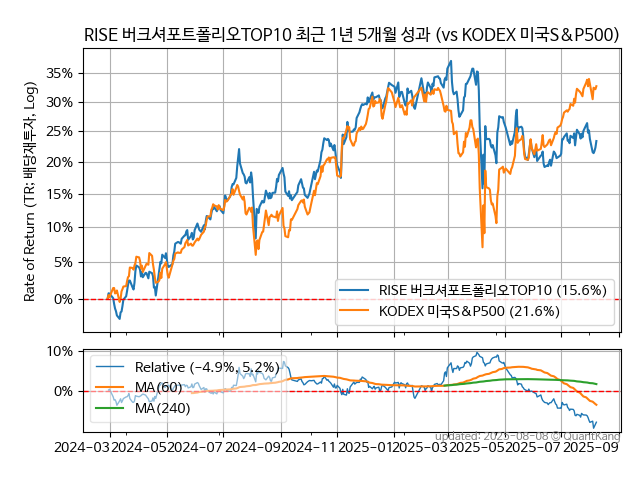 RISE 버크셔포트폴리오TOP10 최근 1년 5개월 성과 (vs KODEX 미국S&P500)
Rate of Return (TR: 배당재투자, Log)
35%
30%
25%
20%
15%
10%
5%
0%
RISE 버크셔포트폴리오TOP10 (15.6%)
KODEX 미국S&P500 (21.6%)
10%
0%
Relative (−4.9%, 5.2%)
MA(60)
MA(240)
updated: 2025-08-08 © QuantKang
2024-03 2024-05 2024-07 2024-09 2024-11 2025-01 2025-03 2025-05 2025-07 2025-09